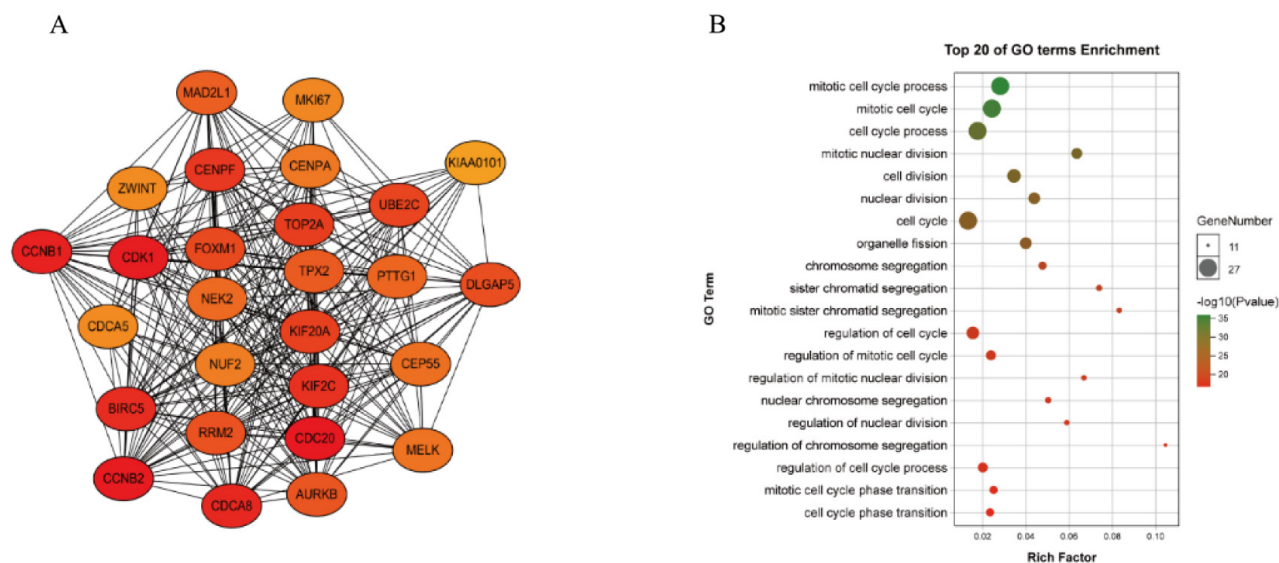 A
MAD2L1
MKI67
CENPF
CENPA
KIAA0101
ZWINT
UBE2C
TOP2A
CCNB1
CDK1
FOXM1
TPX2
PTTG1
DLGAP5
NEK2
CDCA5
KIF20A
NUF2
CEP55
BIRC5
KIF2C
RRM2
CDC20
MELK
CCNB2
CDCA8
AURKB
B
Top 20 of GO terms Enrichment
GO Term
mitotic cell cycle process
mitotic cell cycle
cell cycle process
mitotic nuclear division
cell division
nuclear division
cell cycle
organelle fission
chromosome segregation
sister chromatid segregation
mitotic sister chromatid segregation
regulation of cell cycle
regulation of mitotic cell cycle
regulation of mitotic nuclear division
nuclear chromosome segregation
regulation of nuclear division
regulation of chromosome segregation
regulation of cell cycle process
mitotic cell cycle phase transition
cell cycle phase transition
0.02 0.04 0.06 0.08 0.10
Rich Factor
GeneNumber
11
27
-log10(Pvalue)
35
30
25
20